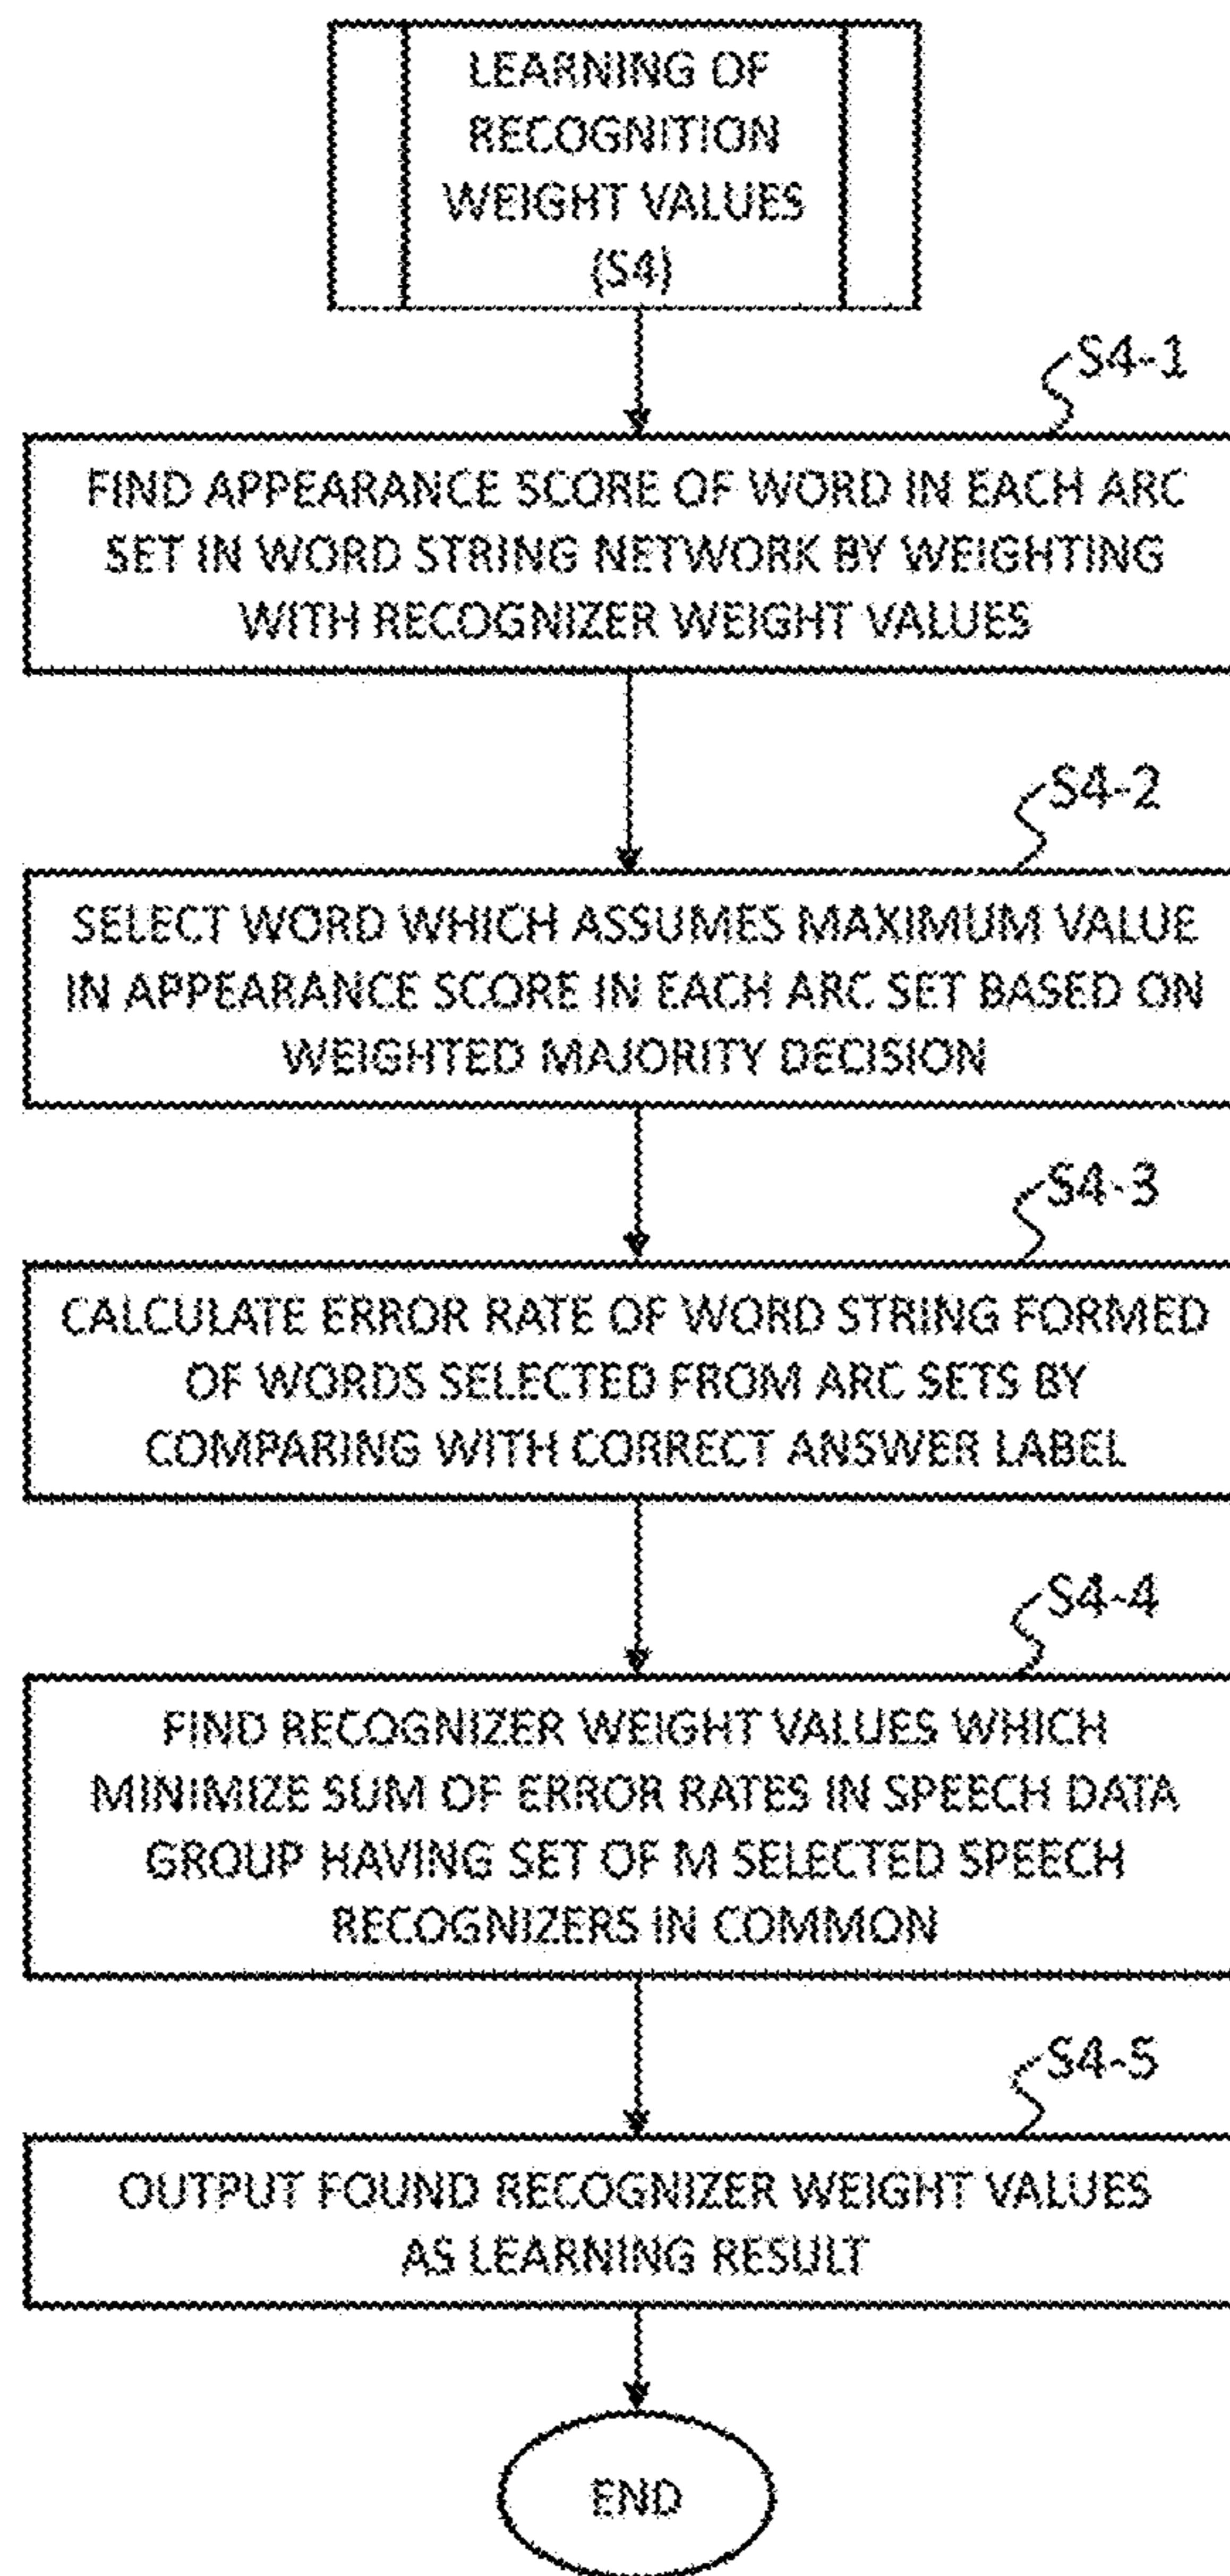 LEARNING OF
RECOGNITION
WEIGHT VALUES
(S4)
S4-1
FIND APPEARANCE SCORE OF WORD IN EACH ARC
SET IN WORD STRING NETWORK BY WEIGHTING
WITH RECOGNIZER WEIGHT VALUES
S4-2
SELECT WORD WHICH ASSUMES MAXIMUM VALUE
IN APPEARANCE SCORE IN EACH ARC SET BASED ON
WEIGHTED MAJORITY DECISION
S4-3
CALCULATE ERROR RATE OF WORD STRING FORMED
OF WORDS SELECTED FROM ARC SETS BY
COMPARING WITH CORRECT ANSWER LABEL
S4-4
FIND RECOGNIZER WEIGHT VALUES WHICH
MINIMIZE SUM OF ERROR RATES IN SPEECH DATA
GROUP HAVING SET OF M SELECTED SPEECH
RECOGNIZERS IN COMMON
S4-5
OUTPUT FOUND RECOGNIZER WEIGHT VALUES
AS LEARNING RESULT
END